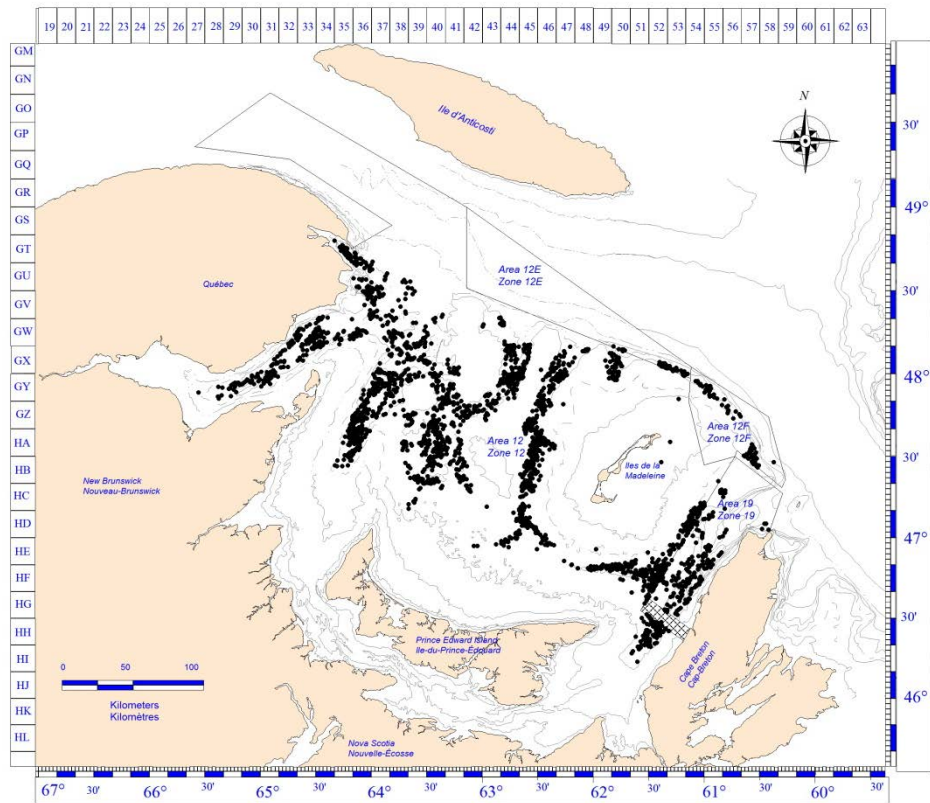 19 20 21 22 23 24 25 26 27 28 29 30 31 32 33 34 35 36 37 38 39 40 41 42 43 44 45 46 47 48 49 50 51 52 53 54 55 56 57 58 59 60 61 62 63
GM
GN
GO
GP
GQ
GR
GS
GT
GU
GV
GW
GX
GY
GZ
HA
HB
HC
HD
HE
HF
HG
HH
HI
HJ
HK
HL
Ile d'Anticosti
N
Area 12E
Zone 12E
Québec
Area 12
Zone 12
Area 12F
Zone 12F
Iles de la
Madeleine
Area 19
Zone 19
New Brunswick
Nouveau-Brunswick
Prince Edward Island
Ile-du-Prince-Édouard
Cape Breton
Cap-Breton
Nova Scotia
Nouvelle-Écosse
0 50 100
Kilometers
Kilomètres
30'
49°
30'
48°
30'
47°
30'
46°
67° 30' 66° 30' 65° 30' 64° 30' 63° 30' 62° 30' 61° 30' 60° 30'